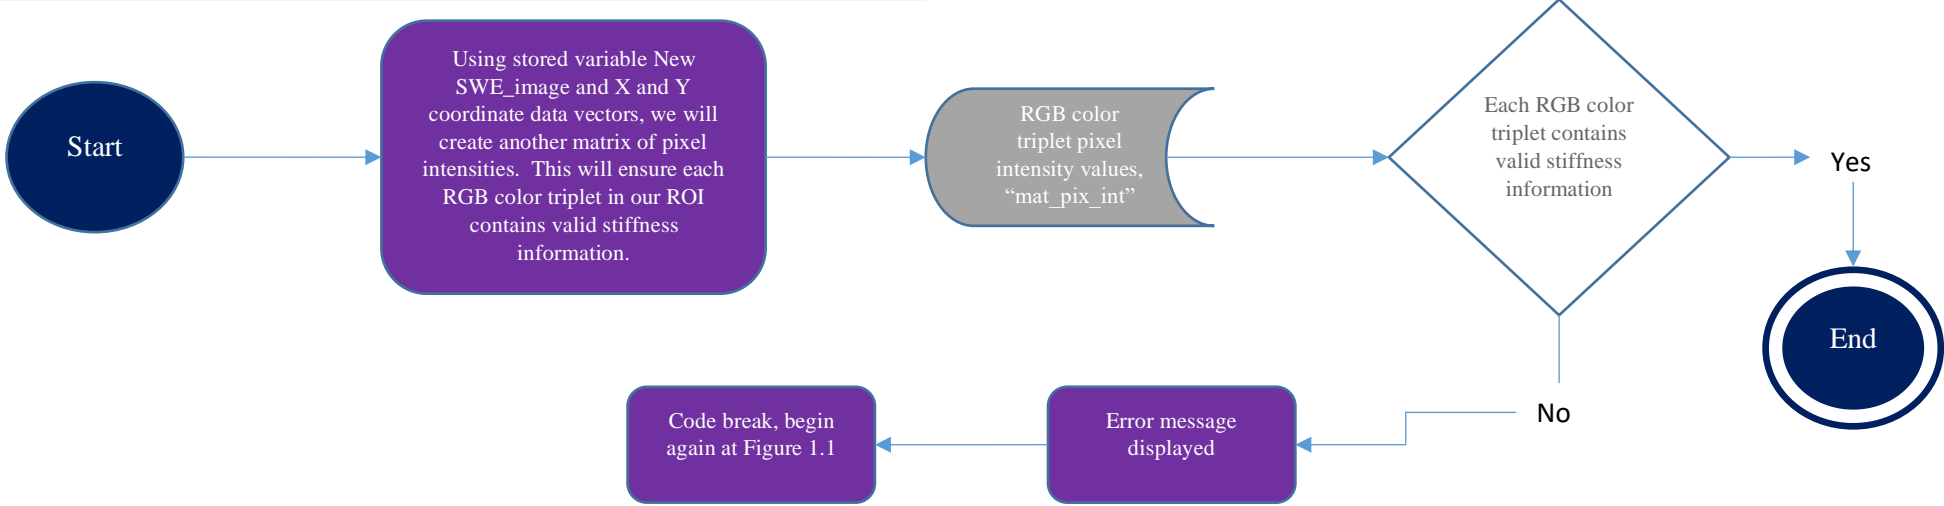 Start
Using stored variable New
SWE_image and X and Y
coordinate data vectors, we will
create another matrix of pixel
intensities.  This will ensure each
RGB color triplet in our ROI
contains valid stiffness
information.
RGB color
triplet pixel
intensity values,
“mat_pix_int”
Each RGB color
triplet contains
valid stiffness
information
Yes
End
No
Error message
displayed
Code break, begin
again at Figure 1.1